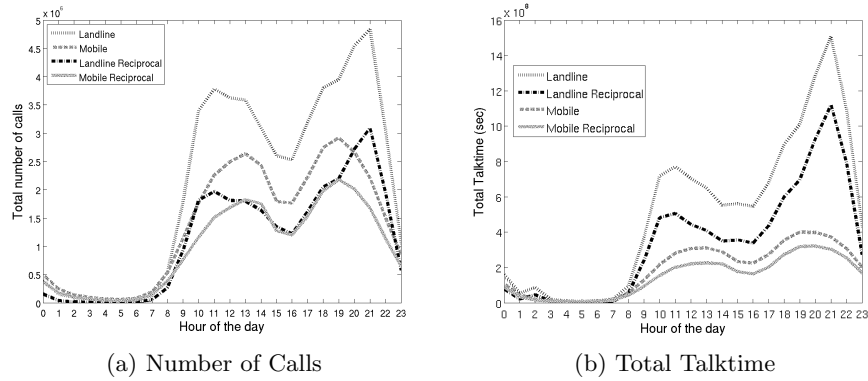 x 10
5
Landline
Mobile
Landline Reciprocal
Mobile Reciprocal
4.5
4
3.5
3
2.5
2
1.5
1
0.5
0
Total number of calls
0 1 2 3 4 5 6 7 8 9 10 11 12 13 14 15 16 17 18 19 20 21 22 23
Hour of the day
(a) Number of Calls
x 10
16
14
12
10
8
6
4
2
0
Total Talktime (sec)
Landline
Landline Reciprocal
Mobile
Mobile Reciprocal
0 1 2 3 4 5 6 7 8 9 10 11 12 13 14 15 16 17 18 19 20 21 22 23
Hour of the day
(b) Total Talktime